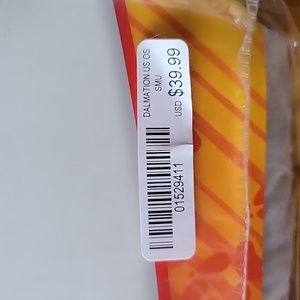 DALMATION US OS
SMU
USD $39.99
01529411